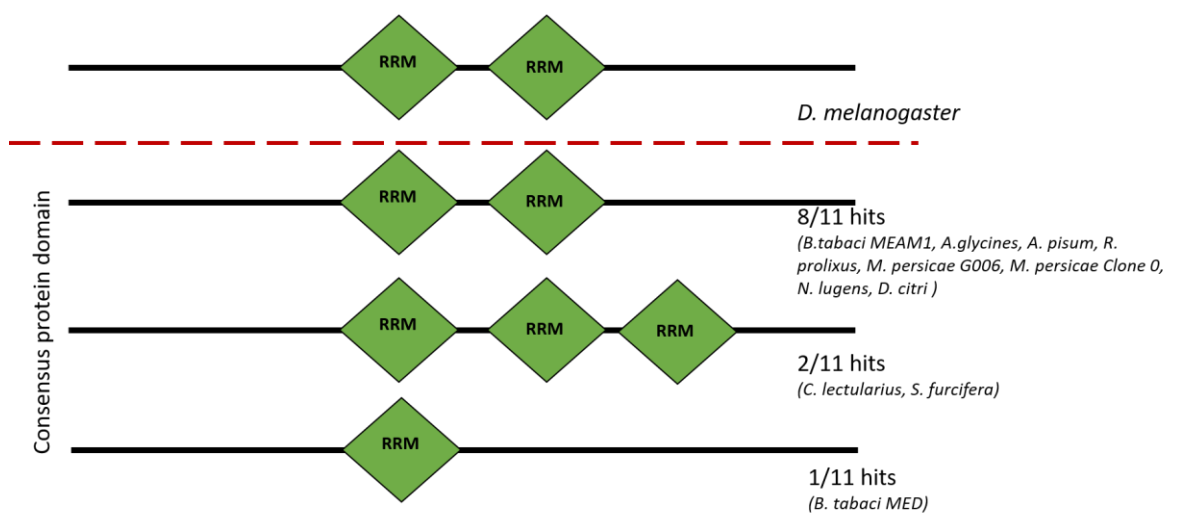 RRM
RRM
D. melanogaster
Consensus protein domain
RRM
RRM
8/11 hits
(B.tabaci MEAM1, A.glycines, A. pisum, R.
prolixus, M. persicae G006, M. persicae Clone 0,
N. lugens, D. citri )
RRM
RRM
RRM
2/11 hits
(C. lectularius, S. furcifera)
RRM
1/11 hits
(B. tabaci MED)